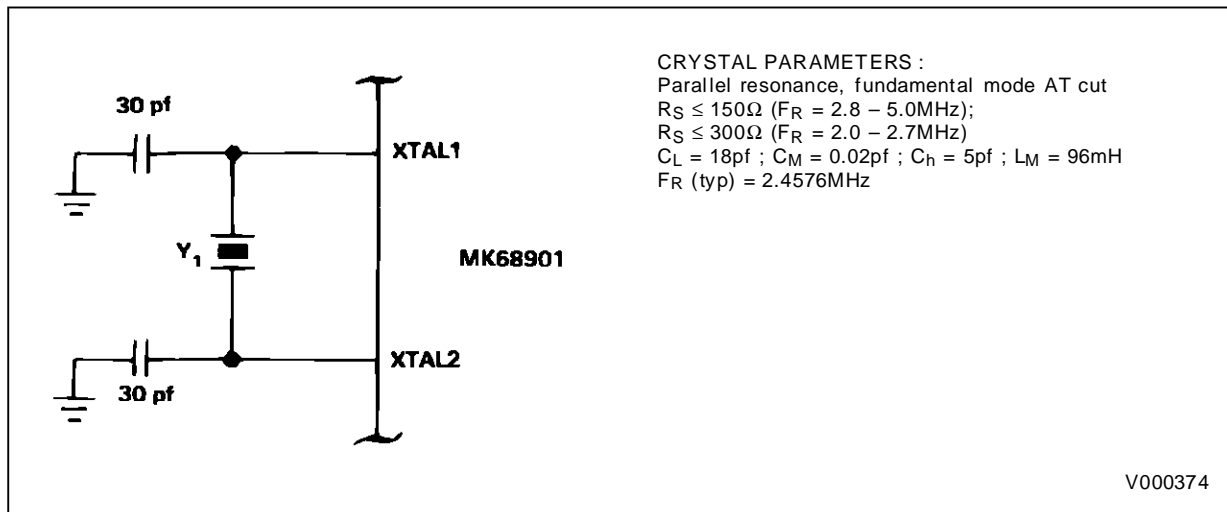 30 pf
XTAL1
Y1
MK68901
XTAL2
30 pf
CRYSTAL PARAMETERS :
Parallel resonance, fundamental mode AT cut
RS ≤ 150Ω (FR = 2.8 – 5.0MHz);
RS ≤ 300Ω (FR = 2.0 – 2.7MHz)
CL = 18pf ; CM = 0.02pf ; Ch = 5pf ; LM = 96mH
FR (typ) = 2.4576MHz
V000374